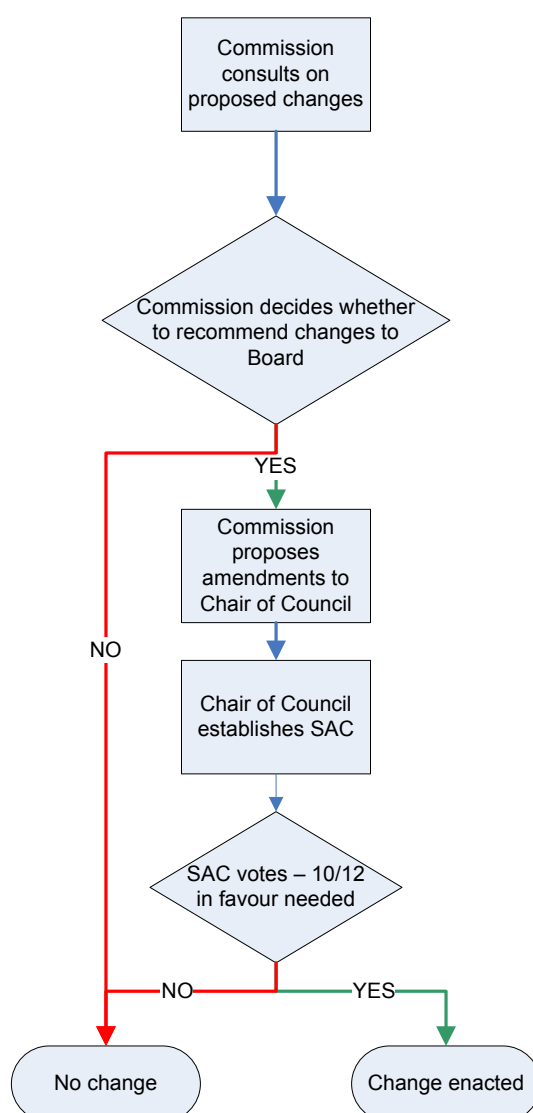 Commission
consults on
proposed changes
Commission decides whether
to recommend changes to
Board
YES
Commission
proposes
amendments to
Chair of Council
NO
Chair of Council
establishes SAC
SAC votes – 10/12
in favour needed
NO
YES
No change
Change enacted